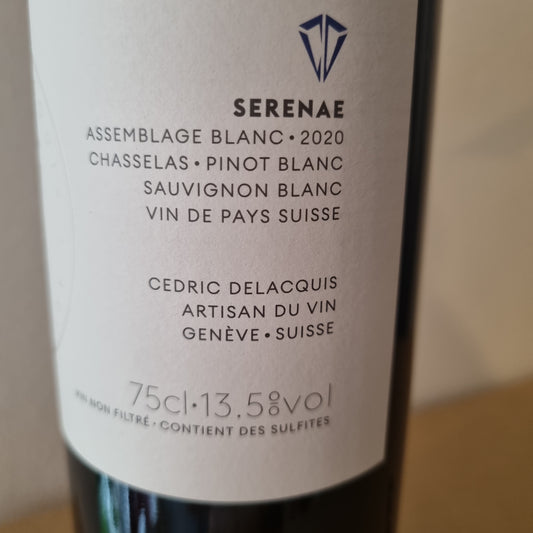 SERENAE
ASSEMBLAGE BLANC • 2020
CHASSELAS • PINOT BLANC
SAUVIGNON BLANC
VIN DE PAYS SUISSE
CEDRIC DELACQUIS
ARTISAN DU VIN
GENÈVE • SUISSE
75cl • 13.5%vol
VIN NON FILTRÉ • CONTIENT DES SULFITES